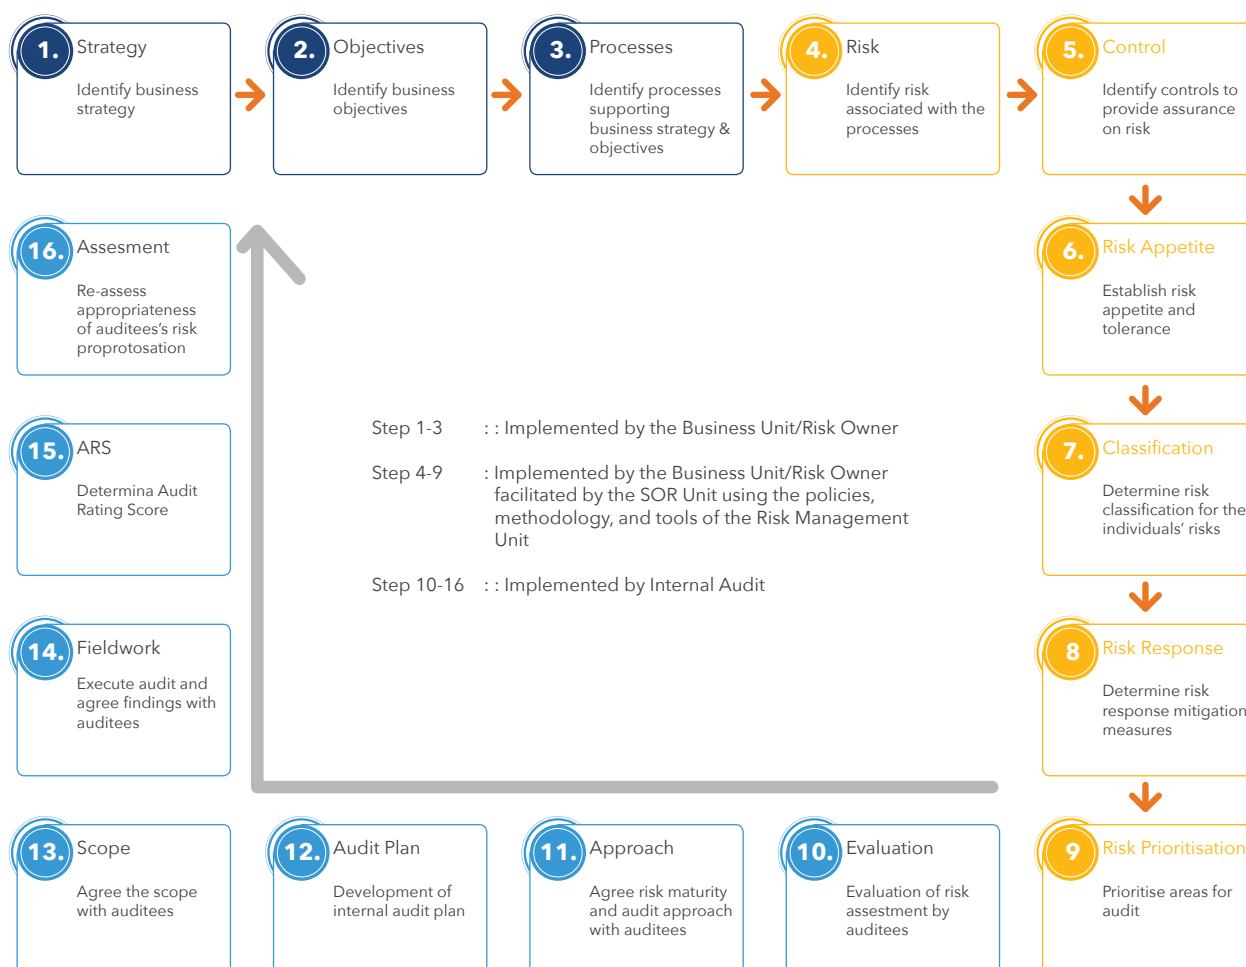 1. Strategy
Identify business
strategy
2. Objectives
Identify business
objectives
3. Processes
Identify processes
supporting
business strategy &
objectives
4. Risk
Identify risk
associated with the
processes
5. Control
Identify controls to
provide assurance
on risk
6. Risk Appetite
Establish risk
appetite and
tolerance
7. Classification
Determine risk
classification for the
individuals' risks
8 Risk Response
Determine risk
response mitigation
measures
9 Risk Prioritisation
Prioritise areas for
audit
10. Evaluation
Evaluation of risk
assestment by
auditees
11. Approach
Agree risk maturity
and audit approach
with auditees
12. Audit Plan
Development of
internal audit plan
13. Scope
Agree the scope
with auditees
14. Fieldwork
Execute audit and
agree findings with
auditees
15. ARS
Determina Audit
Rating Score
16. Assesment
Re-assess
appropriateness
of auditees's risk
proprotosation
Step 1-3 : : Implemented by the Business Unit/Risk Owner
Step 4-9 : Implemented by the Business Unit/Risk Owner
facilitated by the SOR Unit using the policies,
methodology, and tools of the Risk Management
Unit
Step 10-16 : : Implemented by Internal Audit